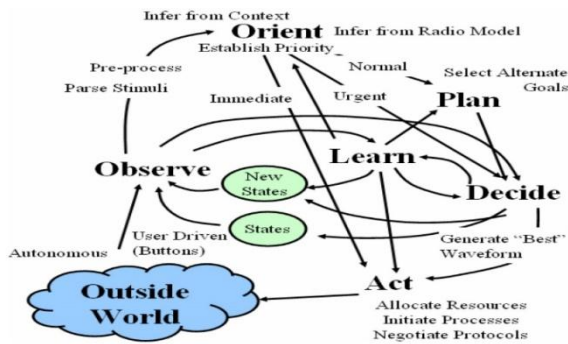 Infer from Context
Orient
Infer from Radio Model
Establish Priority
Pre-process
Parse Stimuli
Normal
Select Alternate
Goals
Immediate
Urgent
Plan
Observe
Learn
New
States
Decide
States
User Driven
(Buttons)
Autonomous
Generate "Best"
Waveform
Outside
World
Act
Allocate Resources
Initiate Processes
Negotiate Protocols